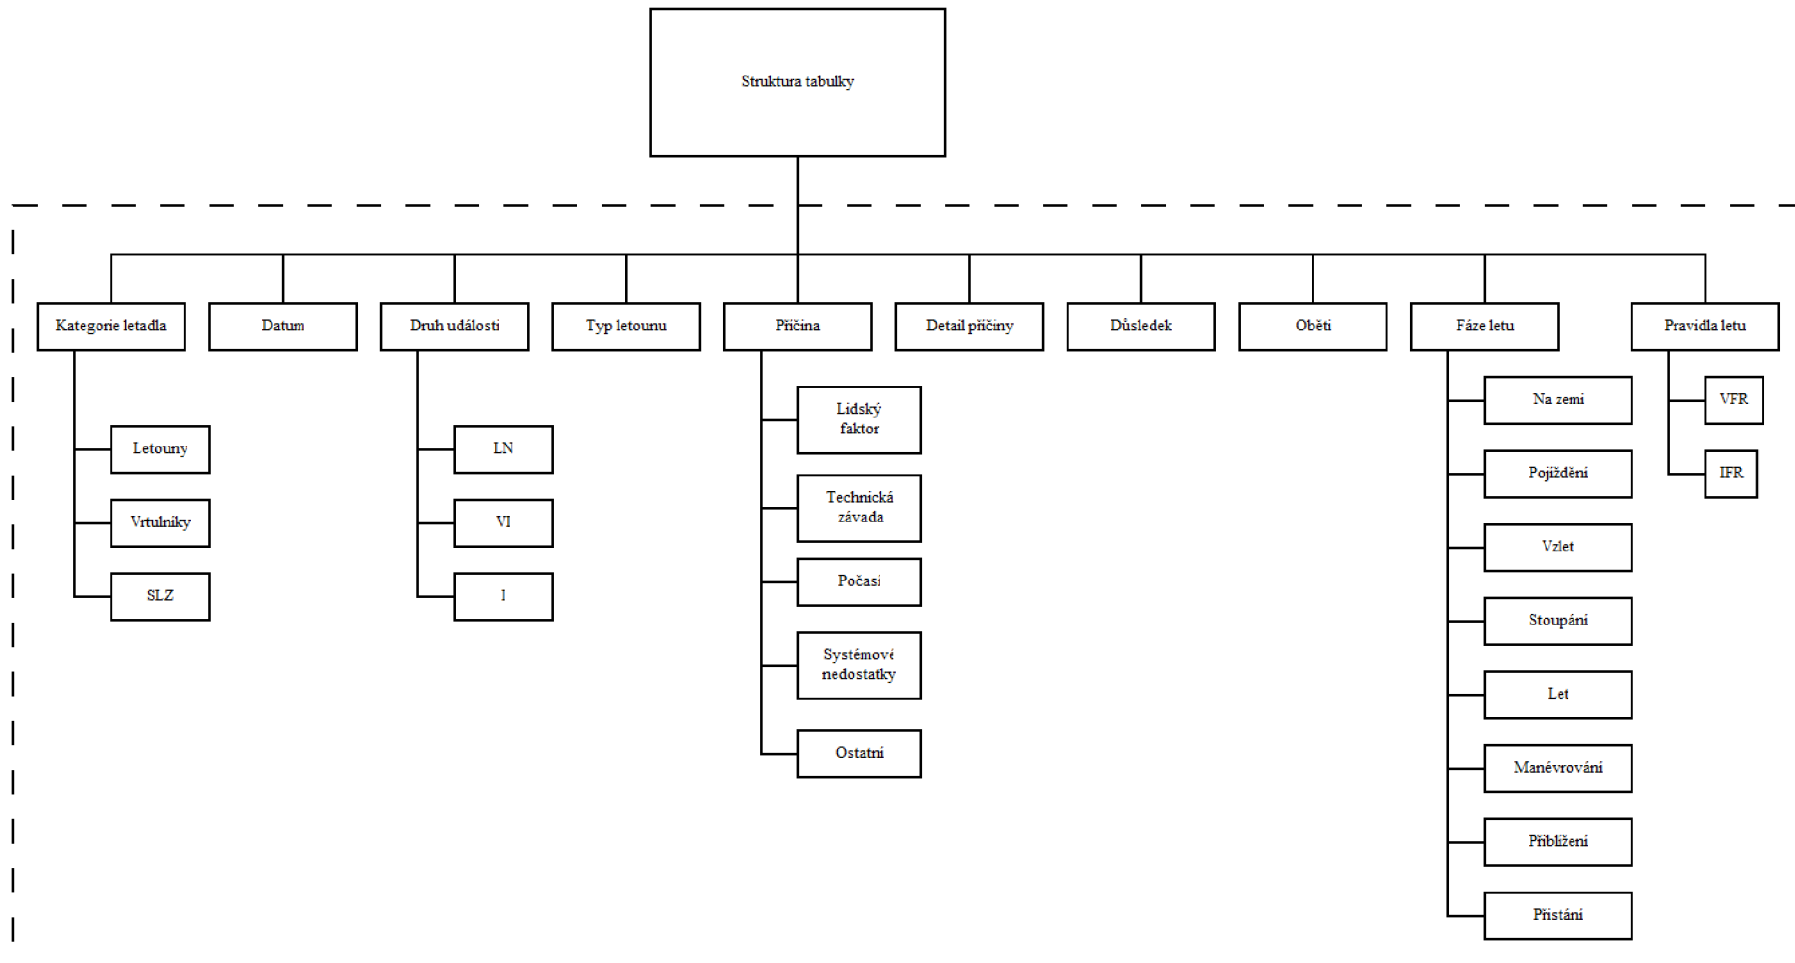 Struktura tabulky
Kategorie letadla
Datum
Druh události
Typ letounu
Příčina
Detail příčiny
Důsledek
Oběti
Fáze letu
Pravidla letu
Letouny
Vrtulníky
SLZ
LN
VI
I
Lidský
faktor
Technická
závada
Počasí
Systémové
nedostatky
Ostatní
Na zemi
Pojíždění
Vzlet
Stoupání
Let
Manévrování
Přiblížení
Přistání
VFR
IFR